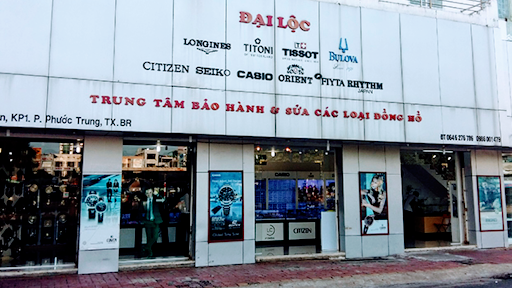 ĐẠI LỘC
LONGINES TITONI TISSOT BULOVA
CITIZEN SEIKO CASIO ORIENT FIYTA RHYTHM
JAPAN
TRUNG TÂM BẢO HÀNH & SỬA CÁC LOẠI ĐỒNG HỒ
n, KP1. P. Phước Trung, TX.BR
CASIO
CITIZEN